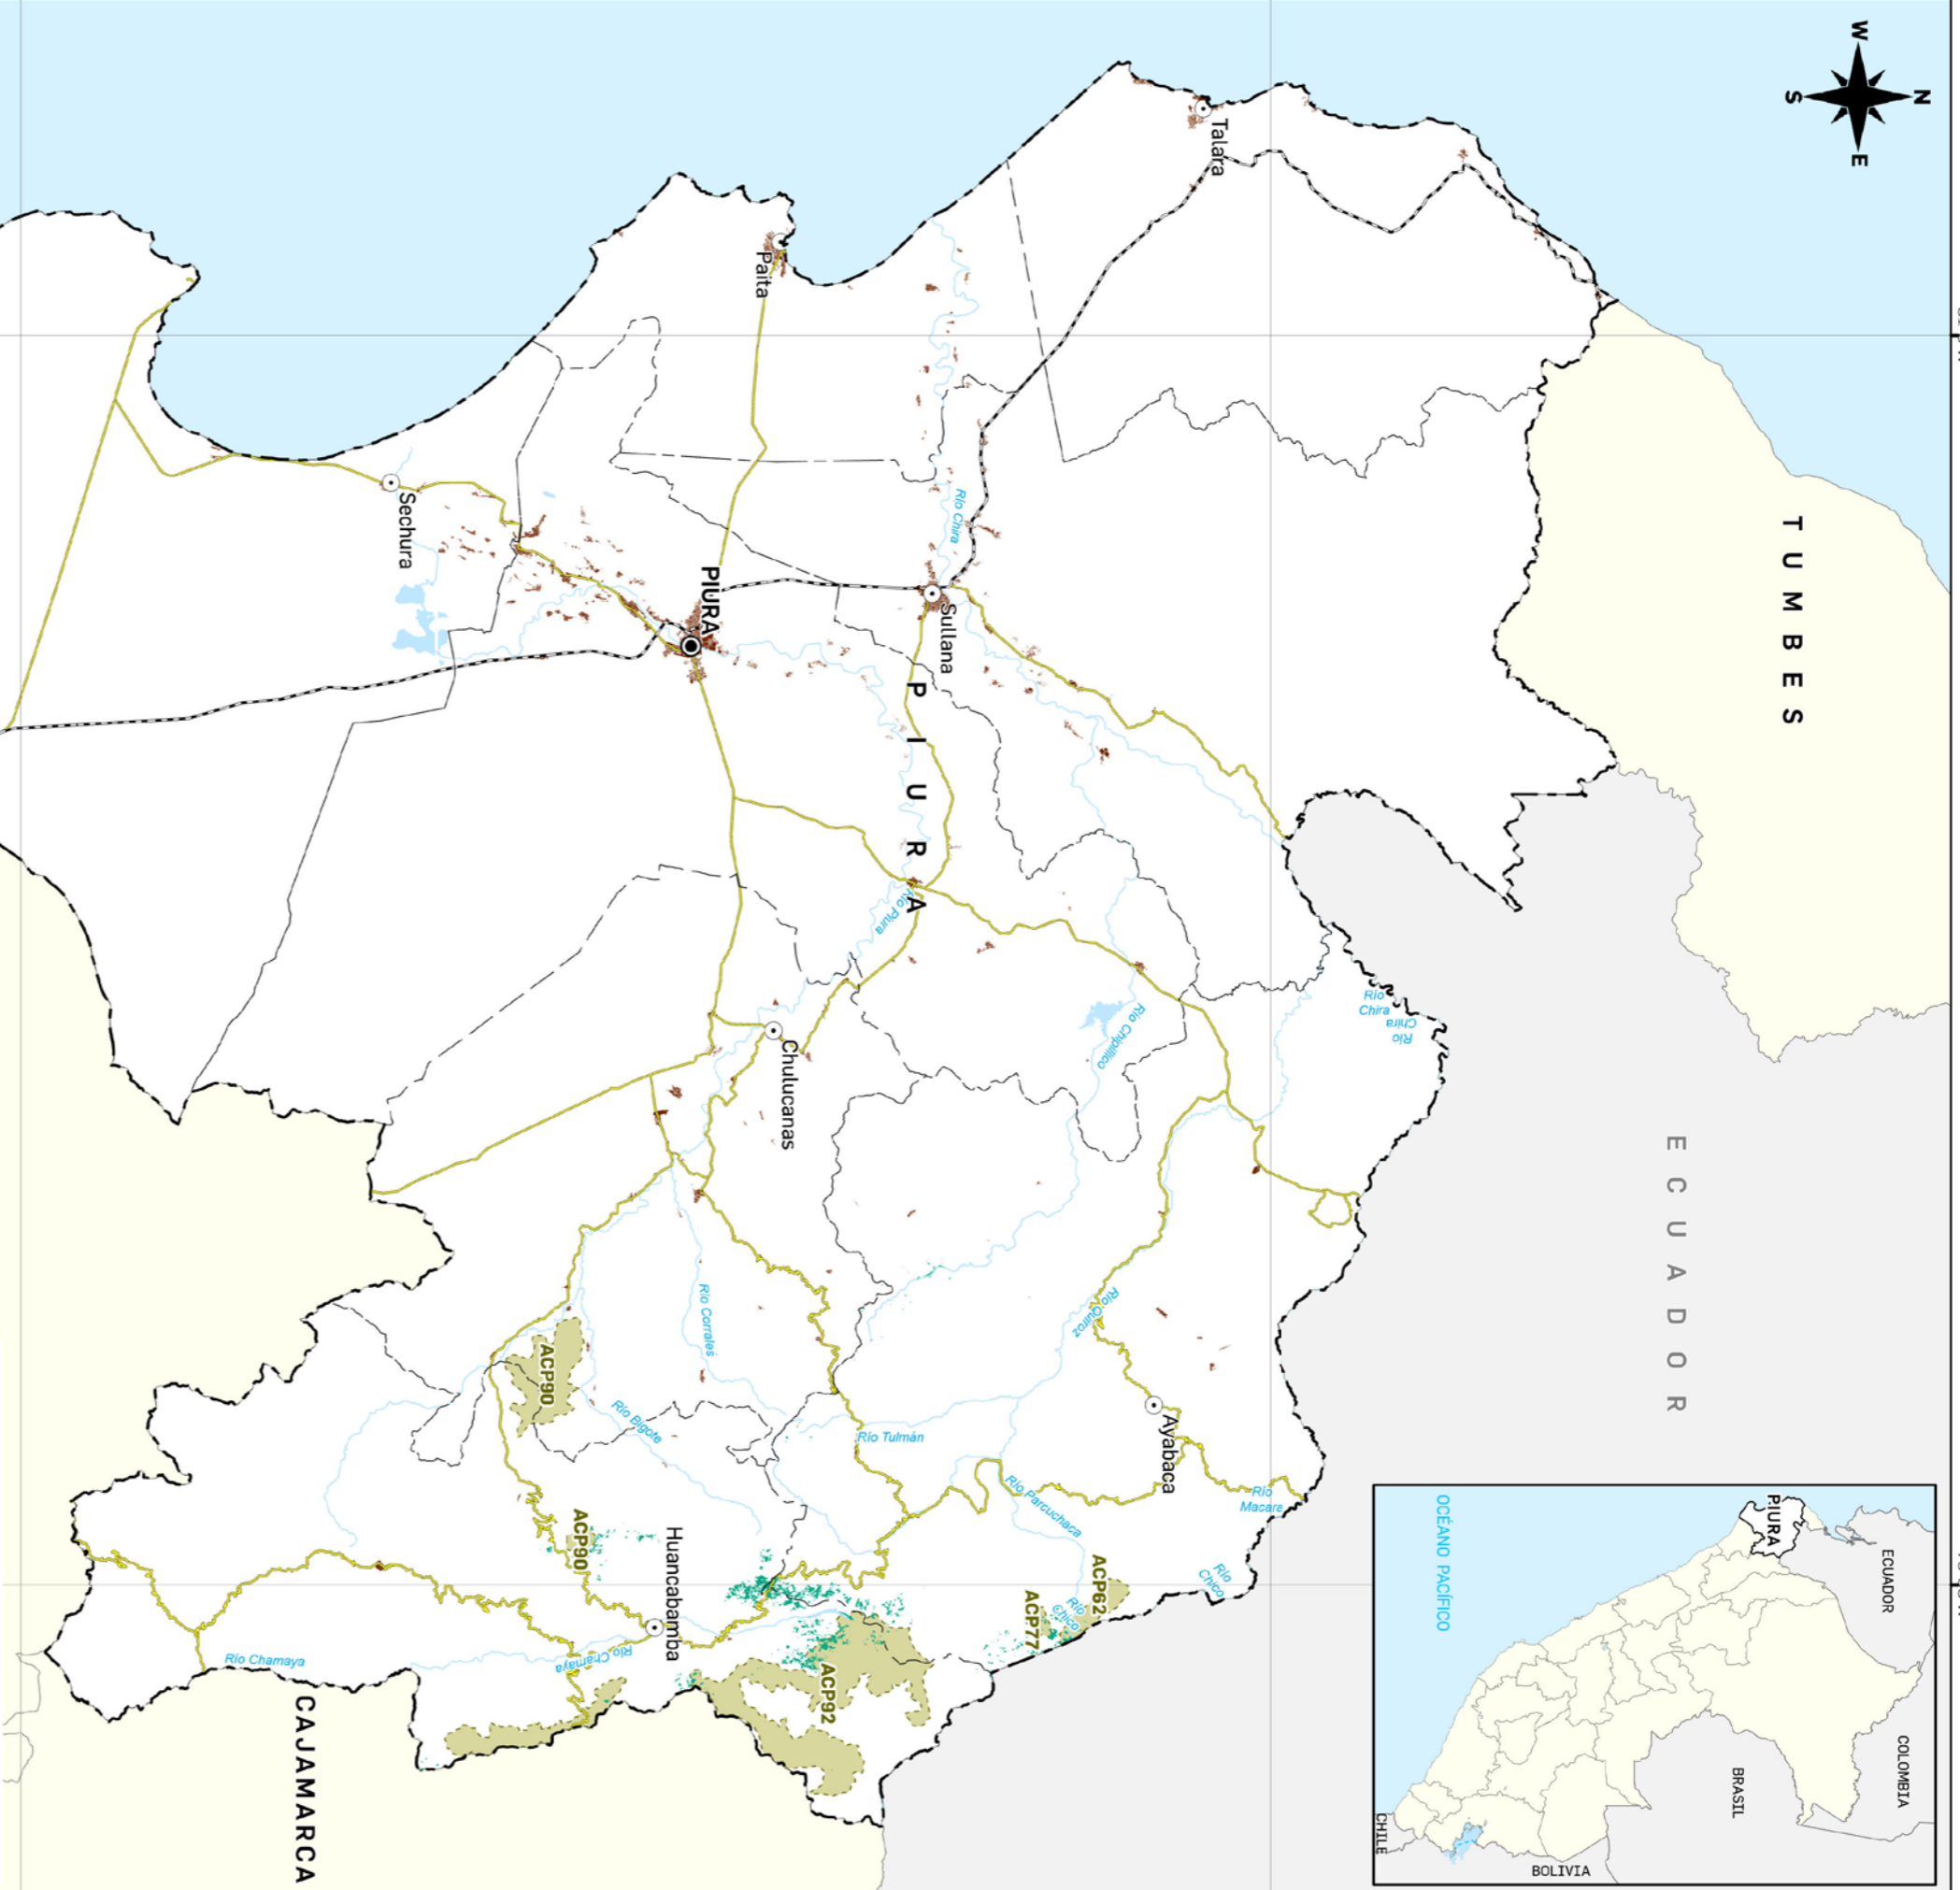 N
W E
S
COLOMBIA
ECUADOR
PIURA
BRASIL
BOLIVIA
OCÉANO PACÍFICO
CHILE
TUMBES
ECUADOR
Río
Chira
Río
Chira
Río
Macara
Río
Chico
Talara
Ayabaca
Río Chipillico
Río Quiroz
ACP62
Río
Chico
ACP77
Río Parcuchaca
Río Chira
Sullana
PIURA
Río Piura
Río Tulmán
ACP92
Chulucanas
Paita
PIURA
Río Corrales
Huancabamba
Río Bigote
Río Chamaya
ACP90
ACP90
Sechura
CAJAMARCA
Río Chamaya